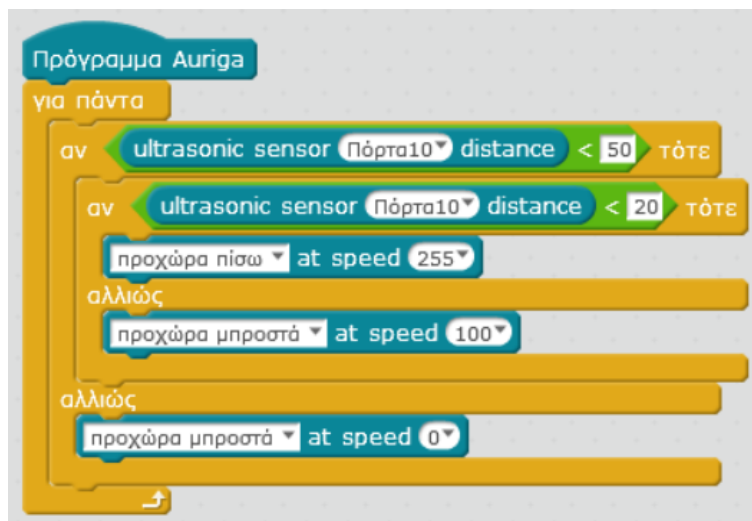 Πρόγραμμα Auriga
για πάντα
αν ultrasonic sensor Πόρτα10 distance < 50 τότε
αν ultrasonic sensor Πόρτα10 distance < 20 τότε
προχώρα πίσω at speed 255
αλλιώς
προχώρα μπροστά at speed 100
αλλιώς
προχώρα μπροστά at speed 0